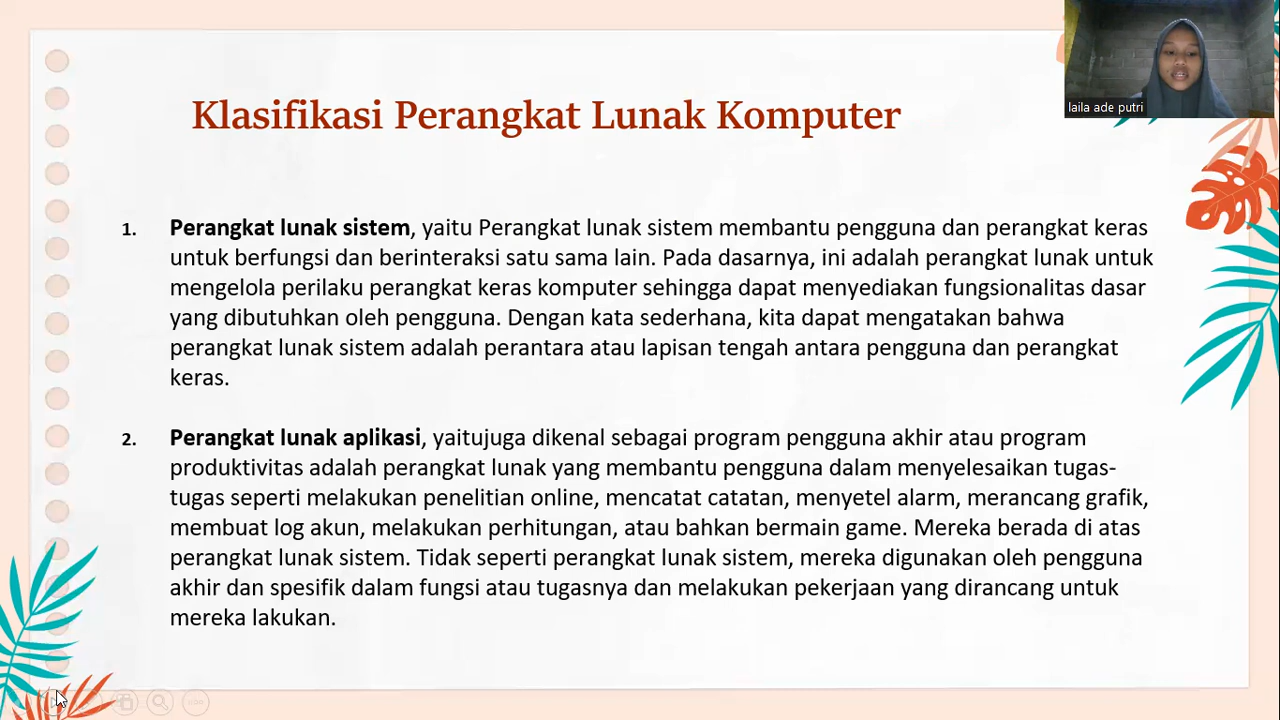 Klasifikasi Perangkat Lunak Komputer
laila ade putri
1. Perangkat lunak sistem, yaitu Perangkat lunak sistem membantu pengguna dan perangkat keras
untuk berfungsi dan berinteraksi satu sama lain. Pada dasarnya, ini adalah perangkat lunak untuk
mengelola perilaku perangkat keras komputer sehingga dapat menyediakan fungsionalitas dasar
yang dibutuhkan oleh pengguna. Dengan kata sederhana, kita dapat mengatakan bahwa
perangkat lunak sistem adalah perantara atau lapisan tengah antara pengguna dan perangkat
keras.
2. Perangkat lunak aplikasi, yaitujuga dikenal sebagai program pengguna akhir atau program
produktivitas adalah perangkat lunak yang membantu pengguna dalam menyelesaikan tugas-
tugas seperti melakukan penelitian online, mencatat catatan, menyetel alarm, merancang grafik,
membuat log akun, melakukan perhitungan, atau bahkan bermain game. Mereka berada di atas
perangkat lunak sistem. Tidak seperti perangkat lunak sistem, mereka digunakan oleh pengguna
akhir dan spesifik dalam fungsi atau tugasnya dan melakukan pekerjaan yang dirancang untuk
mereka lakukan.